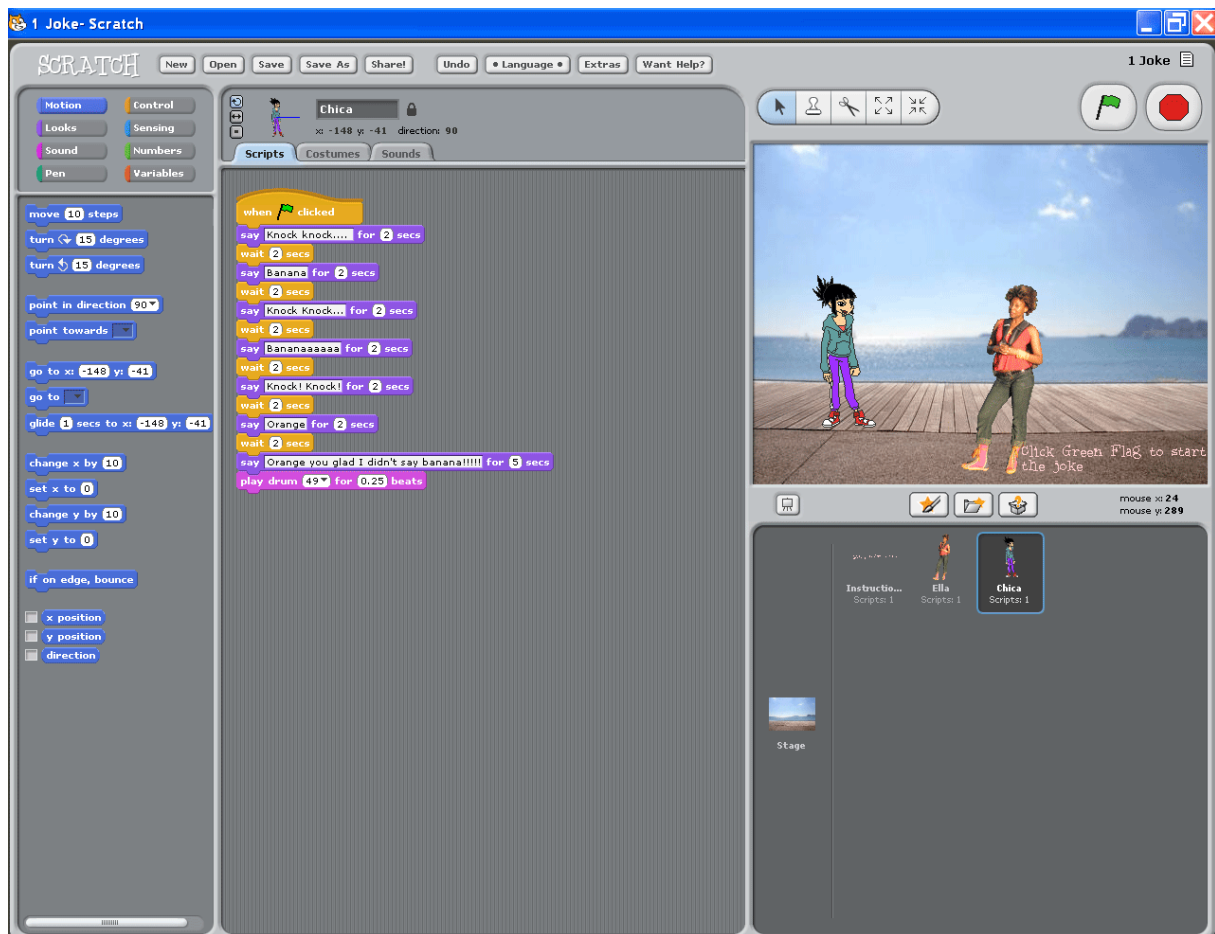 1 Joke- Scratch
SCRATCH New Open Save Save As Share! Undo • Language • Extras Want Help? 1 Joke
Motion Control
Looks Sensing
Sound Numbers
Pen Variables
move 10 steps
turn 15 degrees
turn 15 degrees
point in direction 90
point towards
go to x: -148 y: -41
go to
glide 1 secs to x: -148 y: -41
change x by 10
set x to 0
change y by 10
set y to 0
if on edge, bounce
x position
y position
direction
Chica
x: -148 y: -41 direction: 90
Scripts Costumes Sounds
when clicked
say Knock knock.... for 2 secs
wait 2 secs
say Banana for 2 secs
wait 2 secs
say Knock Knock... for 2 secs
wait 2 secs
say Bananaaaaaa for 2 secs
wait 2 secs
say Knock! Knock! for 2 secs
wait 2 secs
say Orange for 2 secs
wait 2 secs
say Orange you glad I didn't say banana!!!!! for 5 secs
play drum 49 for 0.25 beats
Click Green Flag to start
the joke
mouse x: 24
mouse y: 289
Instructio... Ella Chica
Scripts: 1 Scripts: 1 Scripts: 1
Stage